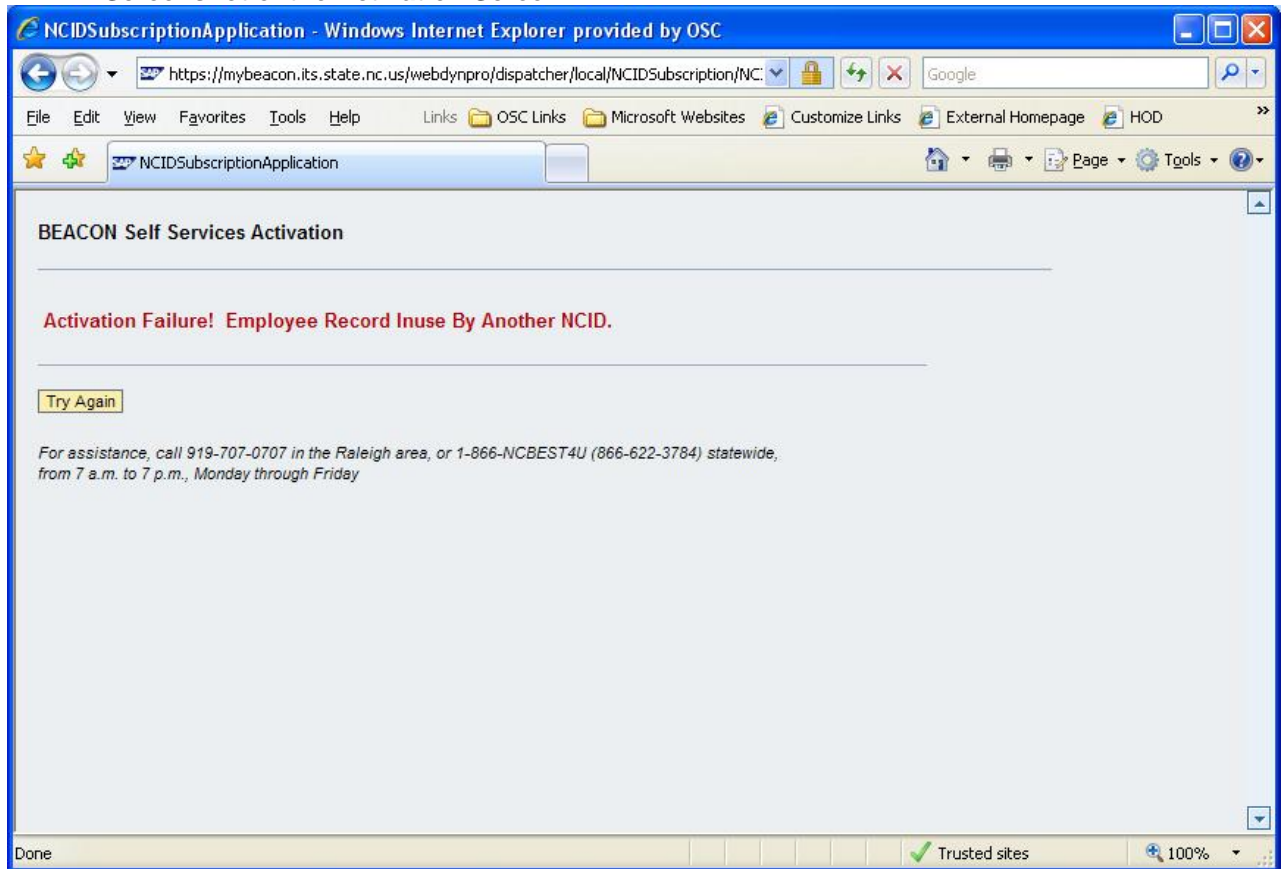 NCIDSubscriptionApplication - Windows Internet Explorer provided by OSC
https://mybeacon.its.state.nc.us/webdynpro/dispatcher/local/NCIDSubscription/NC: Google
File Edit View Favorites Tools Help Links OSC Links Microsoft Websites Customize Links External Homepage HOD »
SAP NCIDSubscriptionApplication Page Tools
BEACON Self Services Activation
Activation Failure! Employee Record Inuse By Another NCID.
Try Again
For assistance, call 919-707-0707 in the Raleigh area, or 1-866-NCBEST4U (866-622-3784) statewide,
from 7 a.m. to 7 p.m., Monday through Friday
Done Trusted sites 100%